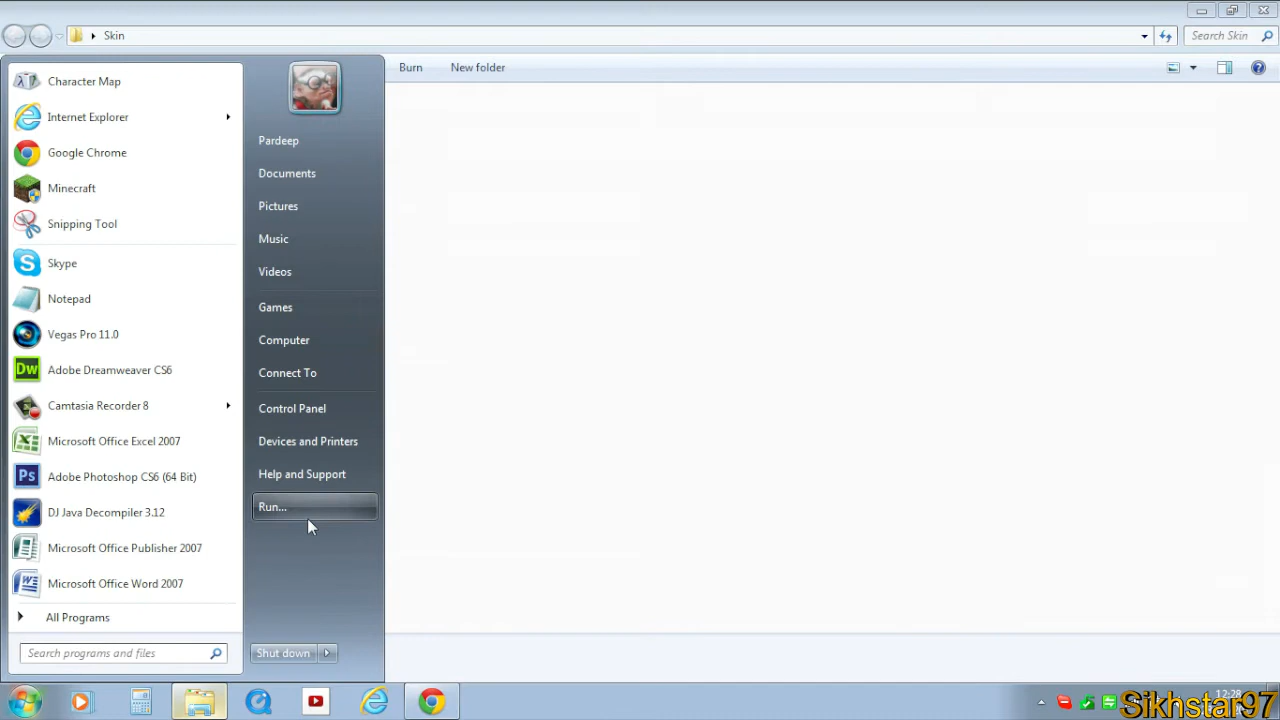 Skin
Search Skin
Burn
New folder
Character Map
Internet Explorer
Google Chrome
Minecraft
Snipping Tool
Skype
Notepad
Vegas Pro 11.0
Dw
Adobe Dreamweaver CS6
Camtasia Recorder 8
Microsoft Office Excel 2007
Ps
Adobe Photoshop CS6 (64 Bit)
DJ Java Decompiler 3.12
Microsoft Office Publisher 2007
Microsoft Office Word 2007
All Programs
Search programs and files
Pardeep
Documents
Pictures
Music
Videos
Games
Computer
Connect To
Control Panel
Devices and Printers
Help and Support
Run...
Shut down
12:28
Sikhstar97